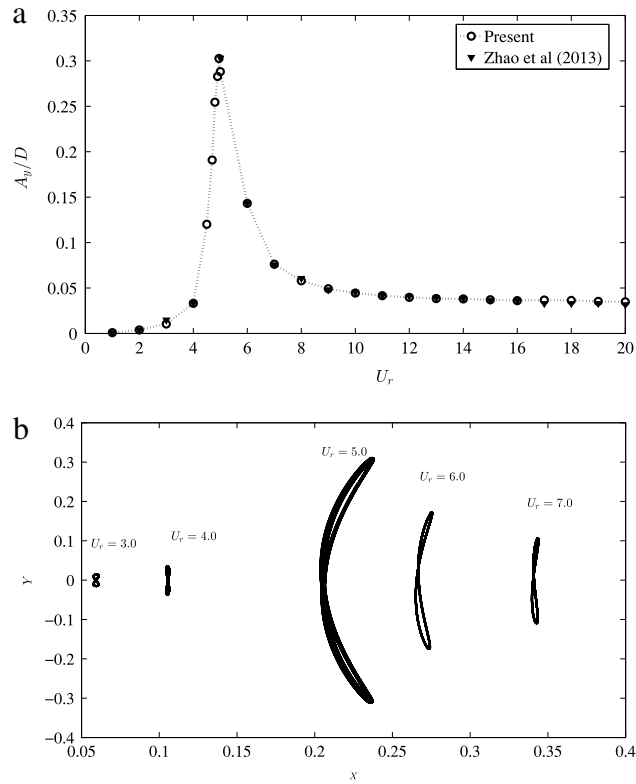 a
0.35
0.3
0.25
0.2
0.15
0.1
0.05
0
A_y/D
Present
Zhao et al (2013)
0 2 4 6 8 10 12 14 16 18 20
U_r
b
0.4
0.3
0.2
0.1
0
−0.1
−0.2
−0.3
−0.4
Y
U_r = 3.0
U_r = 4.0
U_r = 5.0
U_r = 6.0
U_r = 7.0
0.05 0.1 0.15 0.2 0.25 0.3 0.35 0.4
X